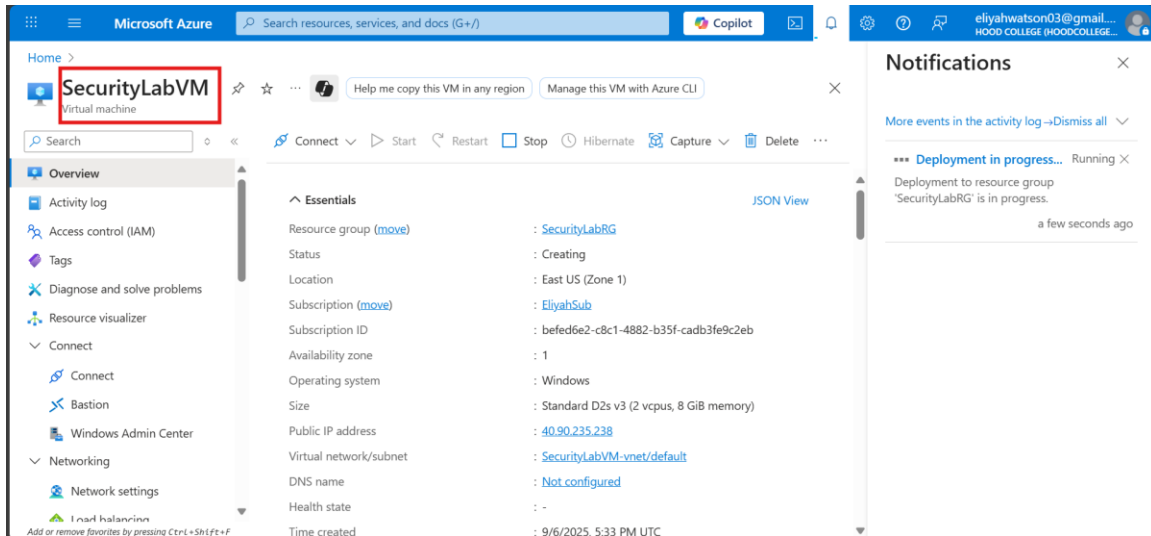 Microsoft Azure
Search resources, services, and docs (G+/)
Copilot
eliyahwatson03@gmail....
HOOD COLLEGE (HOODCOLLEGE...
Home >
SecurityLabVM
Virtual machine
Help me copy this VM in any region
Manage this VM with Azure CLI
Search
Connect
Start
Restart
Stop
Hibernate
Capture
Delete
Overview
Activity log
Access control (IAM)
Tags
Diagnose and solve problems
Resource visualizer
Connect
Connect
Bastion
Windows Admin Center
Networking
Network settings
Load balancing
Add or remove favorites by pressing Ctrl+Shift+F
Essentials
JSON View
Resource group (move) : SecurityLabRG
Status : Creating
Location : East US (Zone 1)
Subscription (move) : EliyahSub
Subscription ID : befed6e2-c8c1-4882-b35f-cadb3fe9c2eb
Availability zone : 1
Operating system : Windows
Size : Standard D2s v3 (2 vcpus, 8 GiB memory)
Public IP address : 40.90.235.238
Virtual network/subnet : SecurityLabVM-vnet/default
DNS name : Not configured
Health state : -
Time created : 9/6/2025, 5:33 PM UTC
Notifications
More events in the activity log → Dismiss all
Deployment in progress... Running
Deployment to resource group
'SecurityLabRG' is in progress.
a few seconds ago